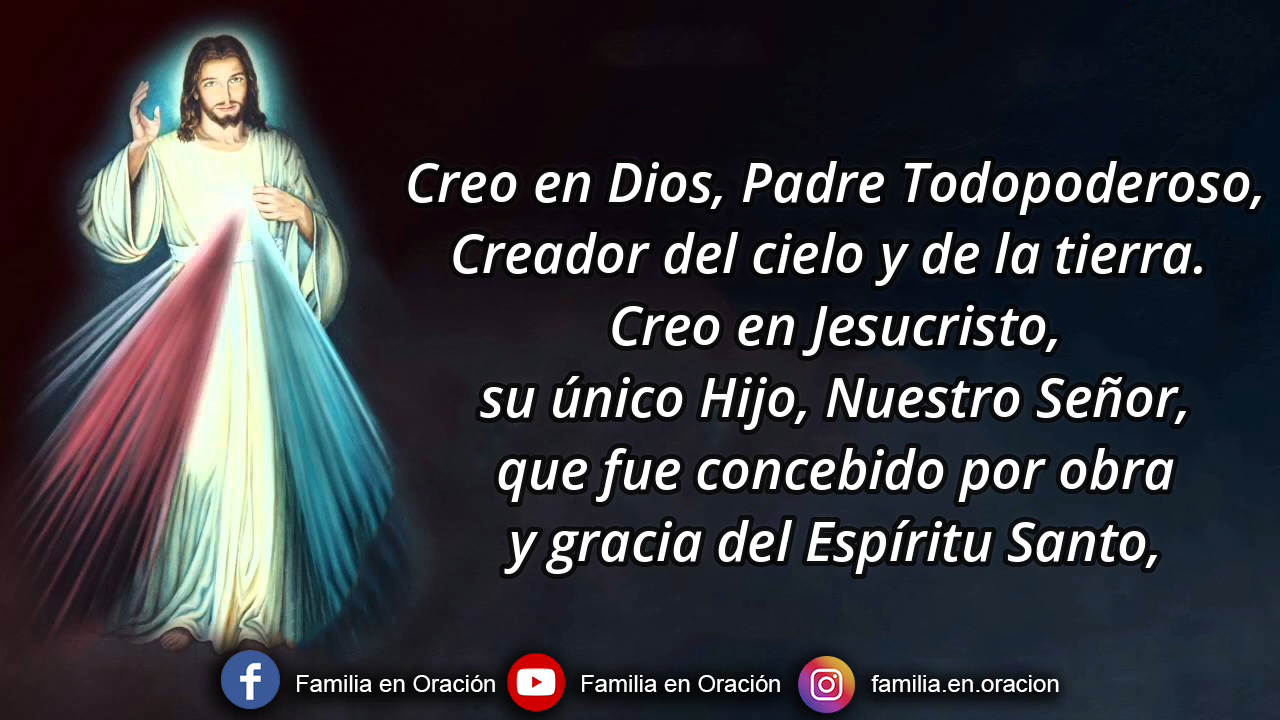 Creo en Dios, Padre Todopoderoso,
Creador del cielo y de la tierra.
Creo en Jesucristo,
su único Hijo, Nuestro Señor,
que fue concebido por obra
y gracia del Espíritu Santo,
Familia en Oración
Familia en Oración
familia.en.oracion